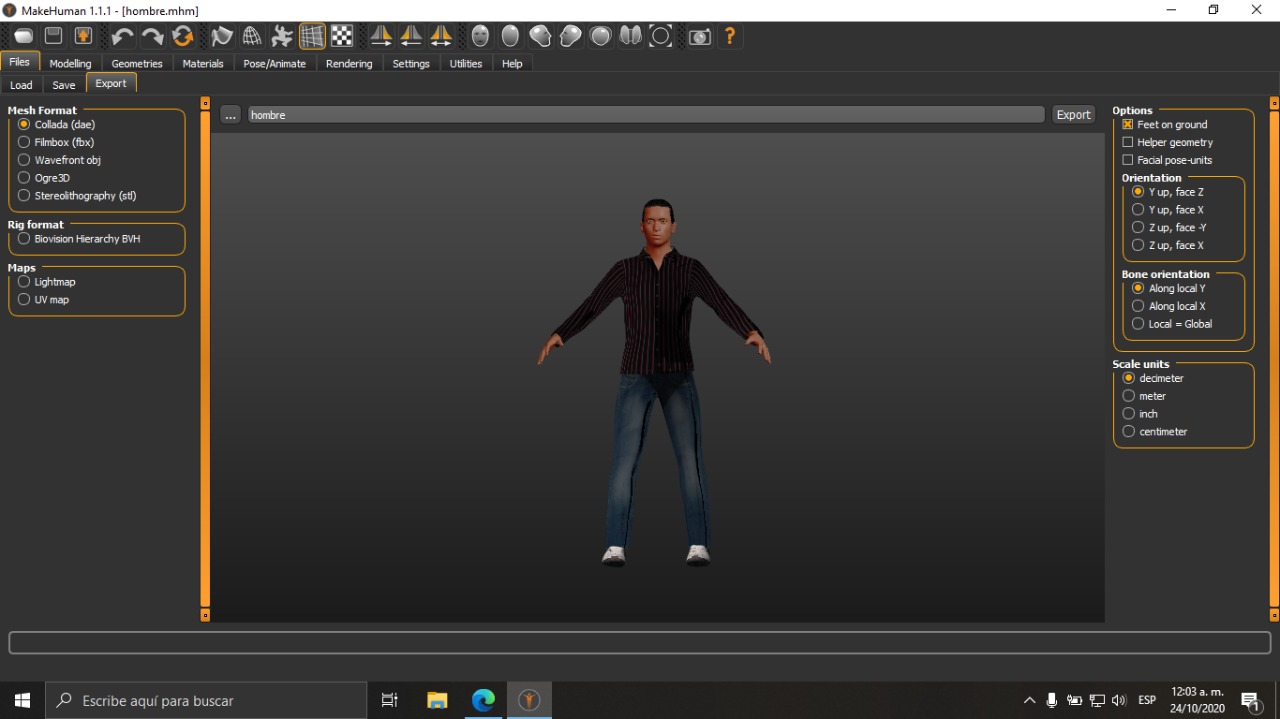 MakeHuman 1.1.1 - [hombre.mhm]
Files Modelling Geometries Materials Pose/Animate Rendering Settings Utilities Help
Load Save Export
Mesh Format
Collada (dae)
Filmbox (fbx)
Wavefront obj
Ogre3D
Stereolithography (stl)
Rig format
Biovision Hierarchy BVH
Maps
Lightmap
UV map
... hombre Export
Options
Feet on ground
Helper geometry
Facial pose-units
Orientation
Y up, face Z
Y up, face X
Z up, face -Y
Z up, face X
Bone orientation
Along local Y
Along local X
Local = Global
Scale units
decimeter
meter
inch
centimeter
Escribe aquí para buscar
ESP
12:03 a. m.
24/10/2020
1